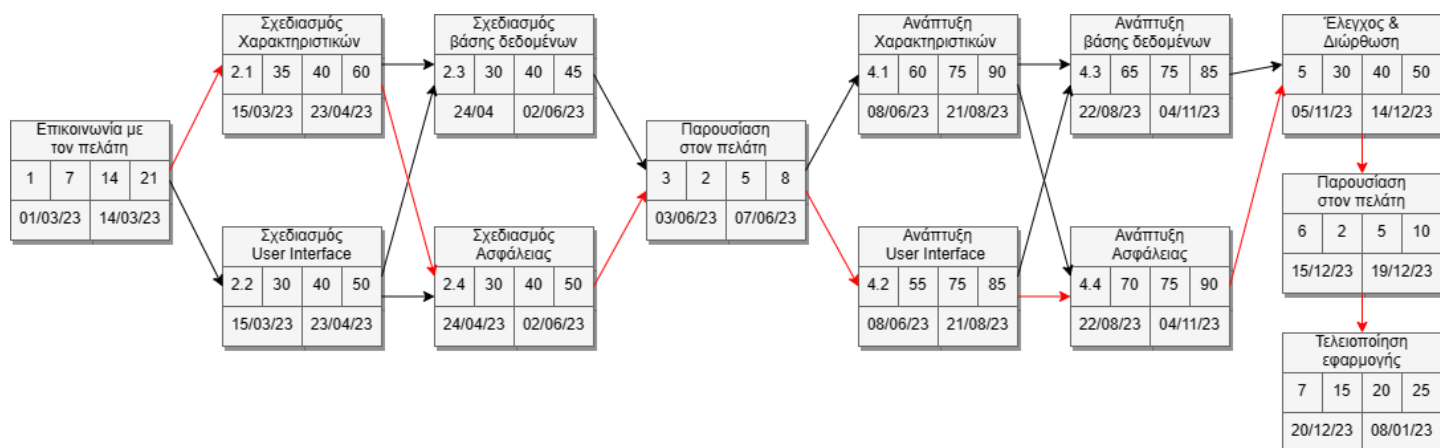 Επικοινωνία με
τον πελάτη
1 7 14 21
01/03/23 14/03/23
Σχεδιασμός
Χαρακτηριστικών
2.1 35 40 60
15/03/23 23/04/23
Σχεδιασμός
User Interface
2.2 30 40 50
15/03/23 23/04/23
Σχεδιασμός
βάσης δεδομένων
2.3 30 40 45
24/04 02/06/23
Σχεδιασμός
Ασφάλειας
2.4 30 40 50
24/04/23 02/06/23
Παρουσίαση
στον πελάτη
3 2 5 8
03/06/23 07/06/23
Ανάπτυξη
Χαρακτηριστικών
4.1 60 75 90
08/06/23 21/08/23
Ανάπτυξη
User Interface
4.2 55 75 85
08/06/23 21/08/23
Ανάπτυξη
βάσης δεδομένων
4.3 65 75 85
22/08/23 04/11/23
Ανάπτυξη
Ασφάλειας
4.4 70 75 90
22/08/23 04/11/23
Έλεγχος &
Διώρθωση
5 30 40 50
05/11/23 14/12/23
Παρουσίαση
στον πελάτη
6 2 5 10
15/12/23 19/12/23
Τελειοποίηση
εφαρμογής
7 15 20 25
20/12/23 08/01/23